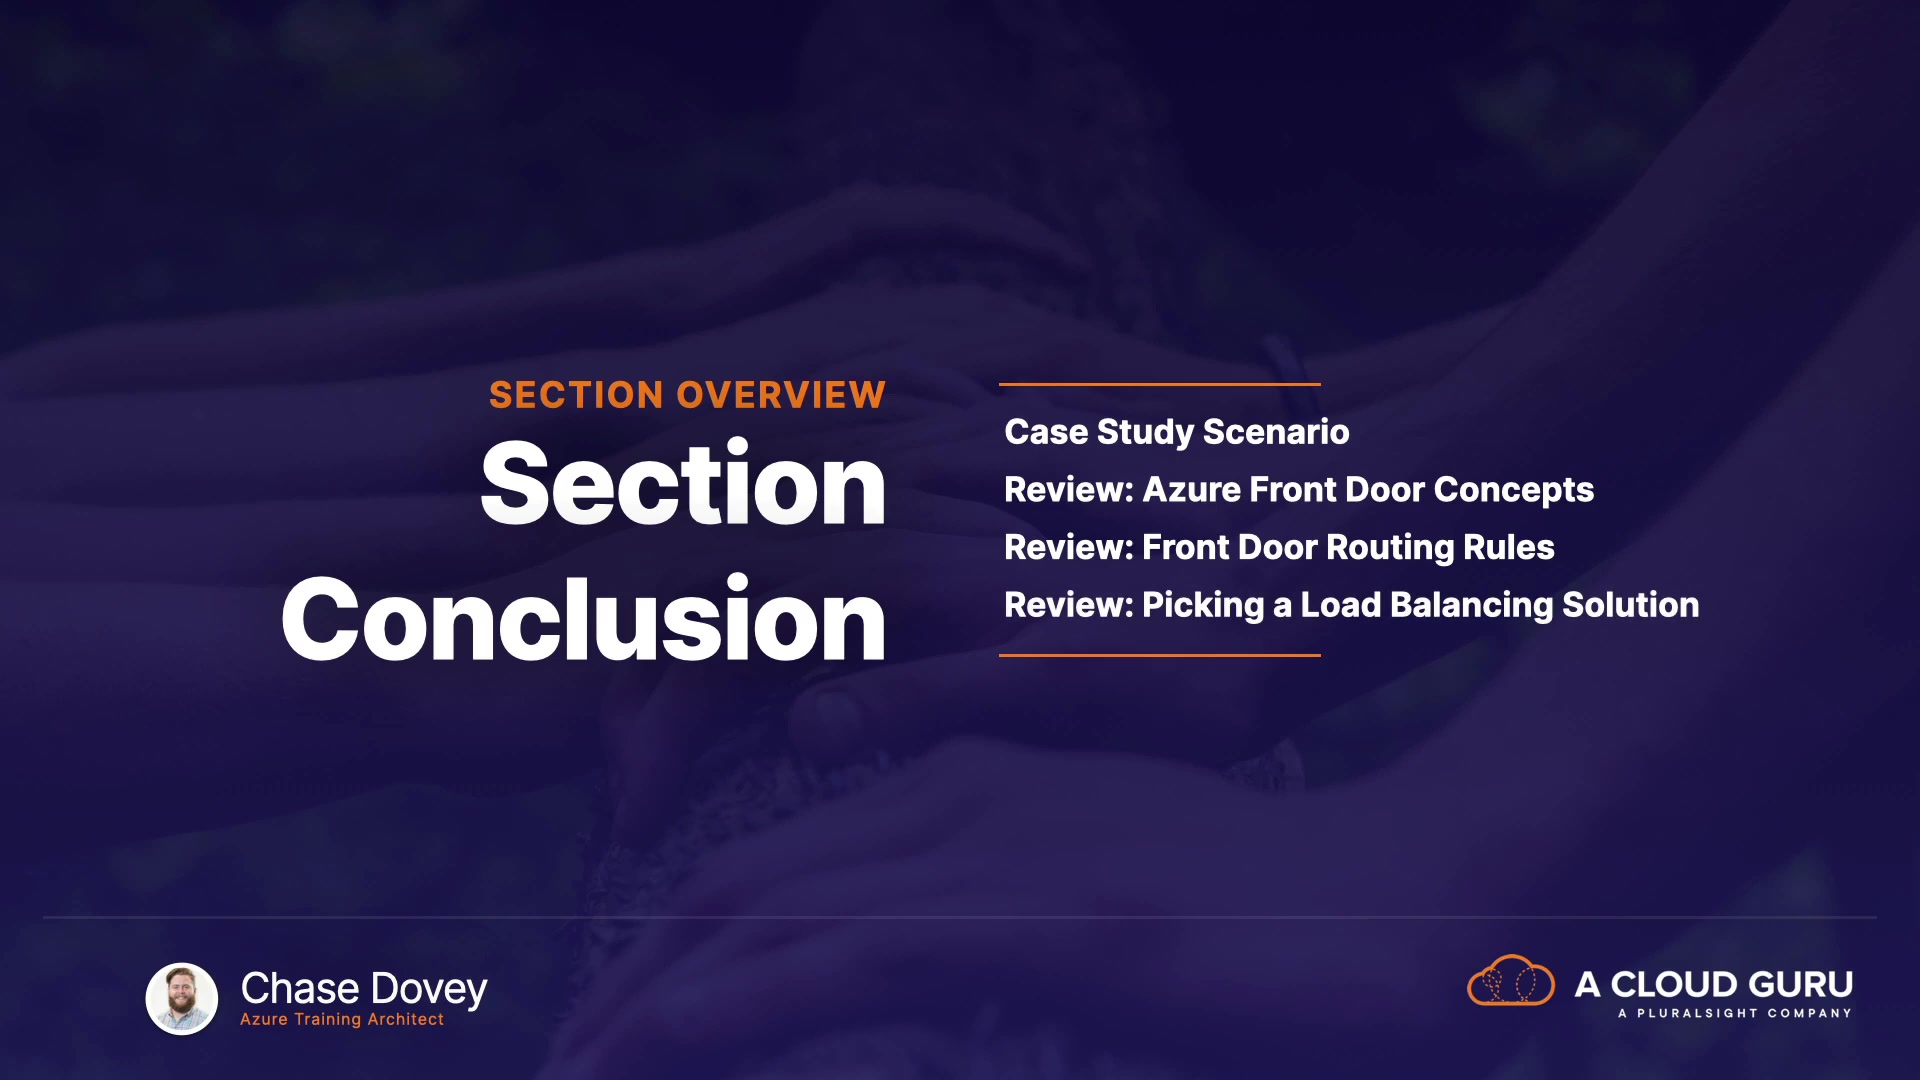 SECTION OVERVIEW
Section
Conclusion
Case Study Scenario
Review: Azure Front Door Concepts
Review: Front Door Routing Rules
Review: Picking a Load Balancing Solution
Chase Dovey
Azure Training Architect
A CLOUD GURU
A PLURALSIGHT COMPANY